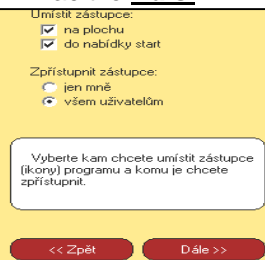 Umístit zástupce:
na plochu
do nabídky start
Zpřístupnit zástupce:
jen mně
všem uživatelům
Vyberte kam chcete umístit zástupce
(ikony) programu a komu je chcete
zpřístupnit.
<< Zpět
Dále >>